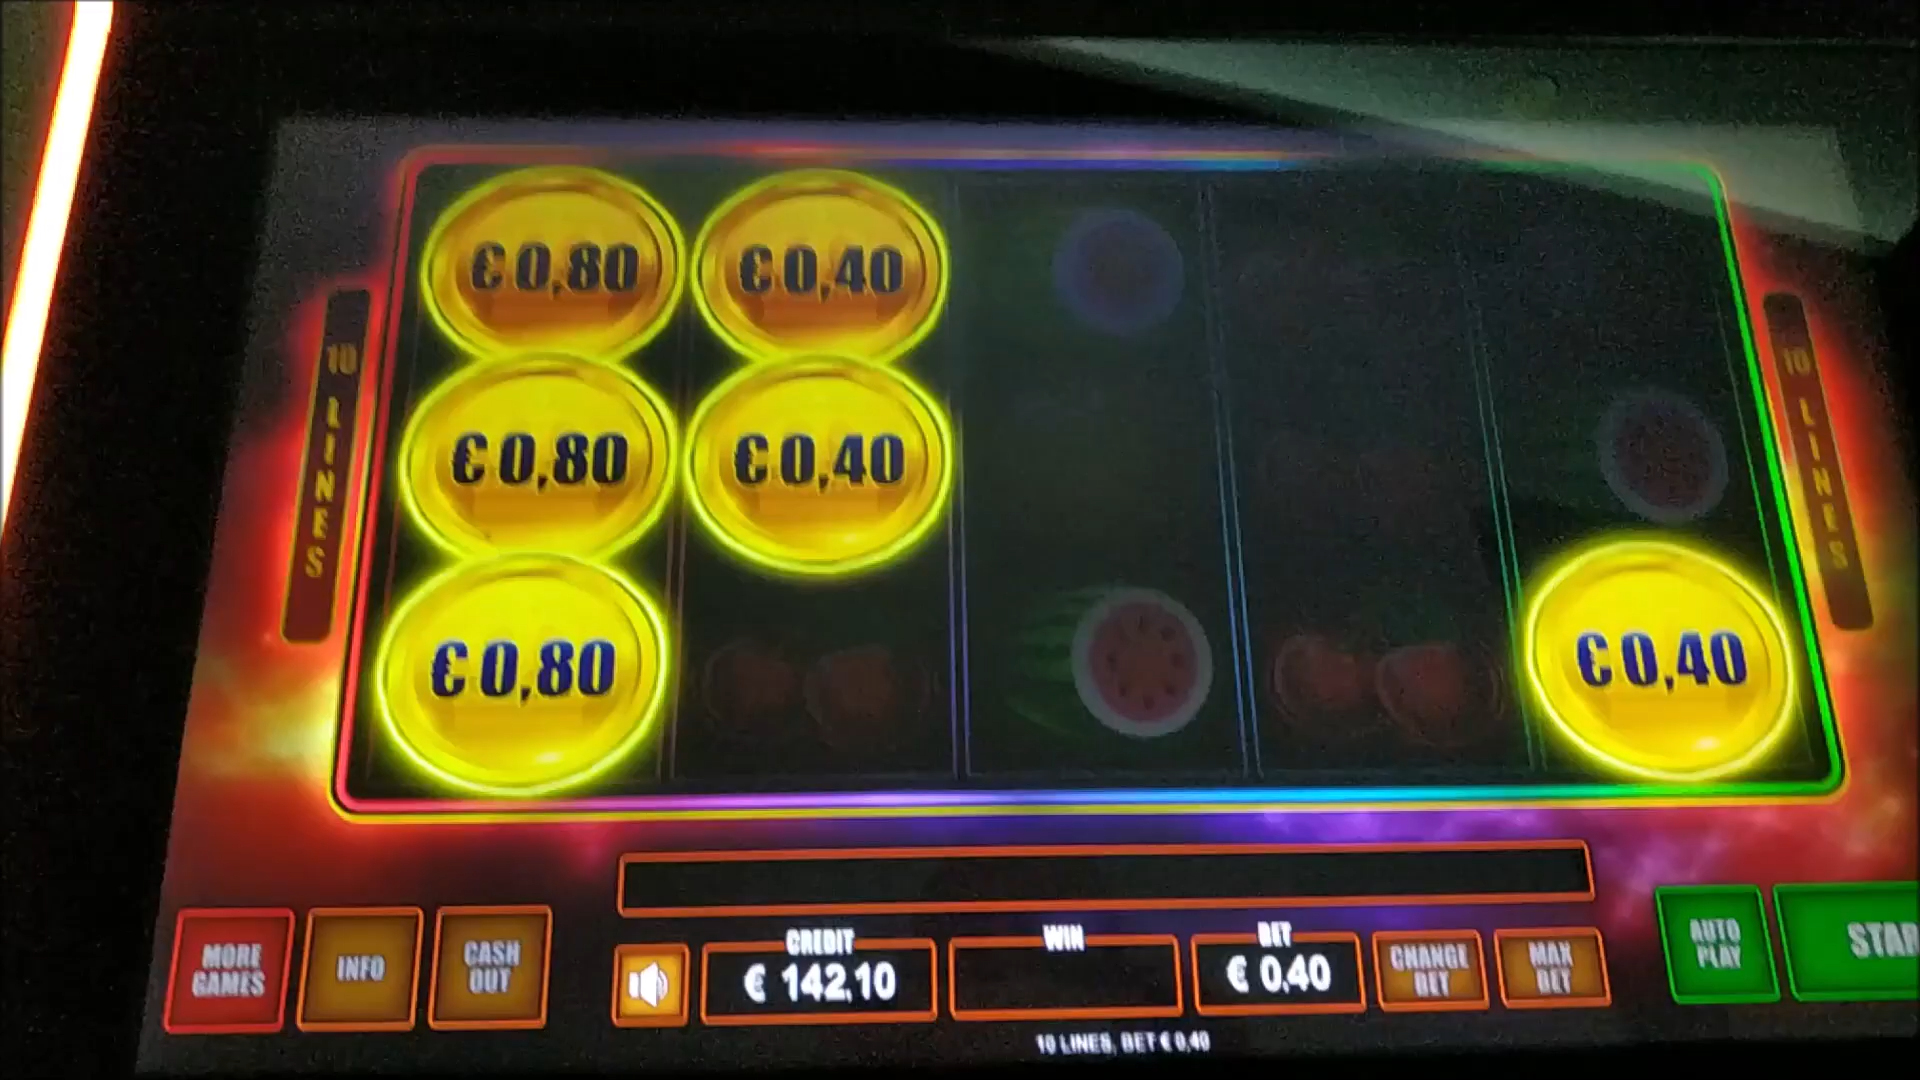 € 0,80
€ 0,40
€ 0,80
€ 0,40
€ 0,80
€ 0,40
10 LINES
10 LINES
MORE
GAMES
INFO
CASH
OUT
CREDIT
€ 142,10
WIN
BET
€ 0,40
CHANGE
BET
MAX
BET
AUTO
PLAY
STAR
10 LINES, BET € 0,40